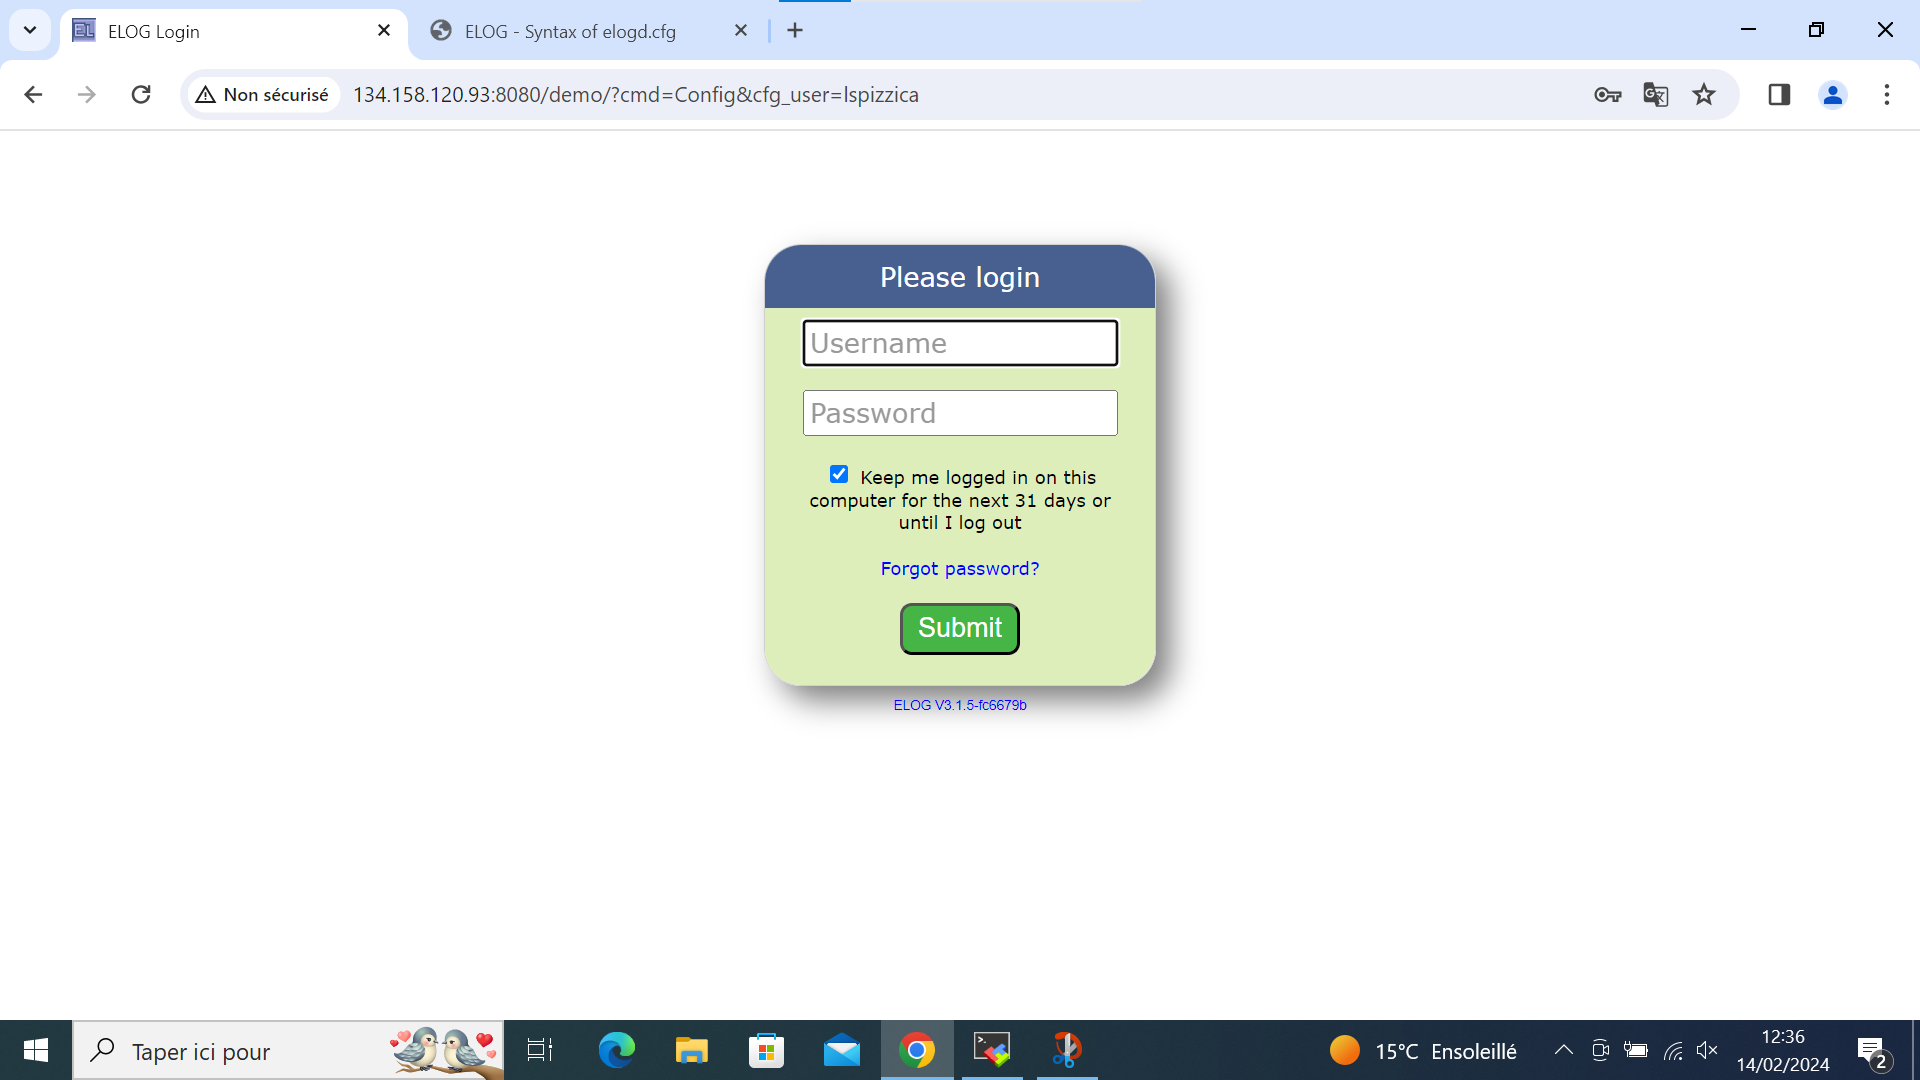 ELOG Login
ELOG - Syntax of elogd.cfg
Non sécurisé
134.158.120.93:8080/demo/?cmd=Config&cfg_user=lspizzica
Please login
Username
Password
Keep me logged in on this
computer for the next 31 days or
until I log out
Forgot password?
Submit
ELOG V3.1.5-fc6679b
Taper ici pour
15°C Ensoleillé
12:36
14/02/2024
2